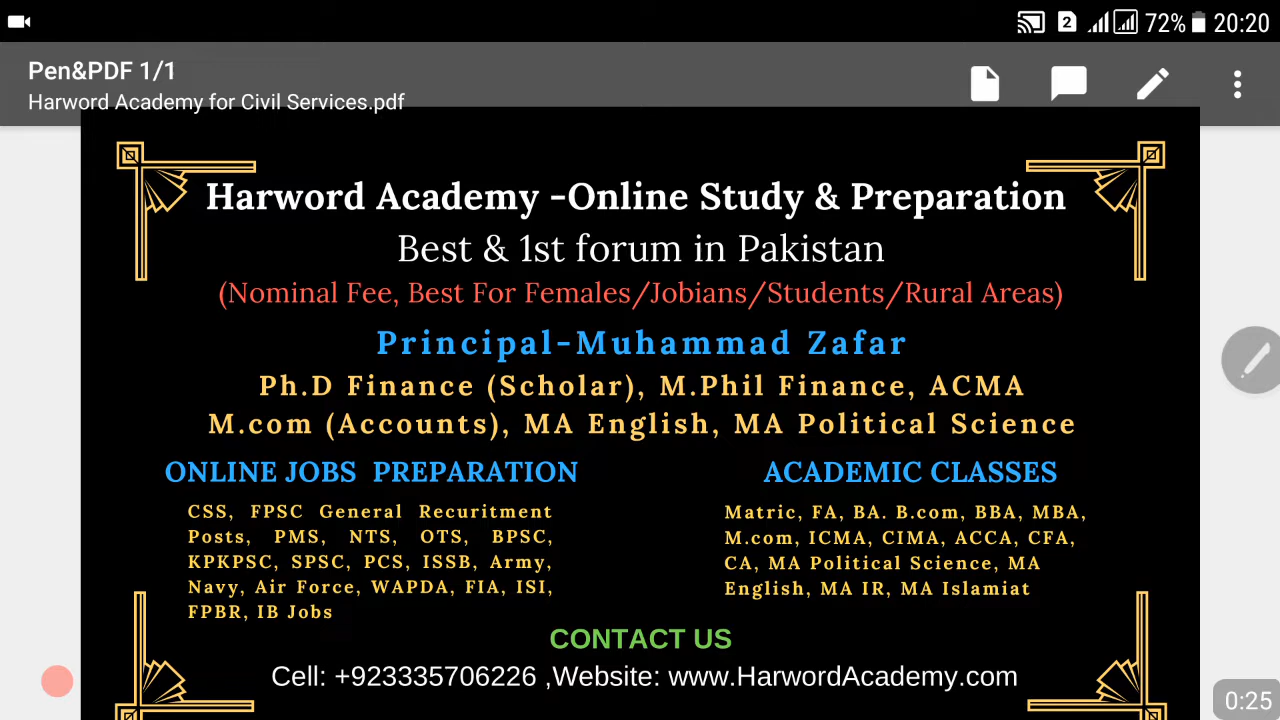 2 72% 20:20
Pen&PDF 1/1
Harword Academy for Civil Services.pdf
Harword Academy -Online Study & Preparation
Best & 1st forum in Pakistan
(Nominal Fee, Best For Females/Jobians/Students/Rural Areas)
Principal-Muhammad Zafar
Ph.D Finance (Scholar), M.Phil Finance, ACMA
M.com (Accounts), MA English, MA Political Science
ONLINE JOBS PREPARATION
CSS, FPSC General Recuritment
Posts, PMS, NTS, OTS, BPSC,
KPKPSC, SPSC, PCS, ISSB, Army,
Navy, Air Force, WAPDA, FIA, ISI,
FPBR, IB Jobs
ACADEMIC CLASSES
Matric, FA, BA. B.com, BBA, MBA,
M.com, ICMA, CIMA, ACCA, CFA,
CA, MA Political Science, MA
English, MA IR, MA Islamiat
CONTACT US
Cell: +923335706226 ,Website: www.HarwordAcademy.com
0:25